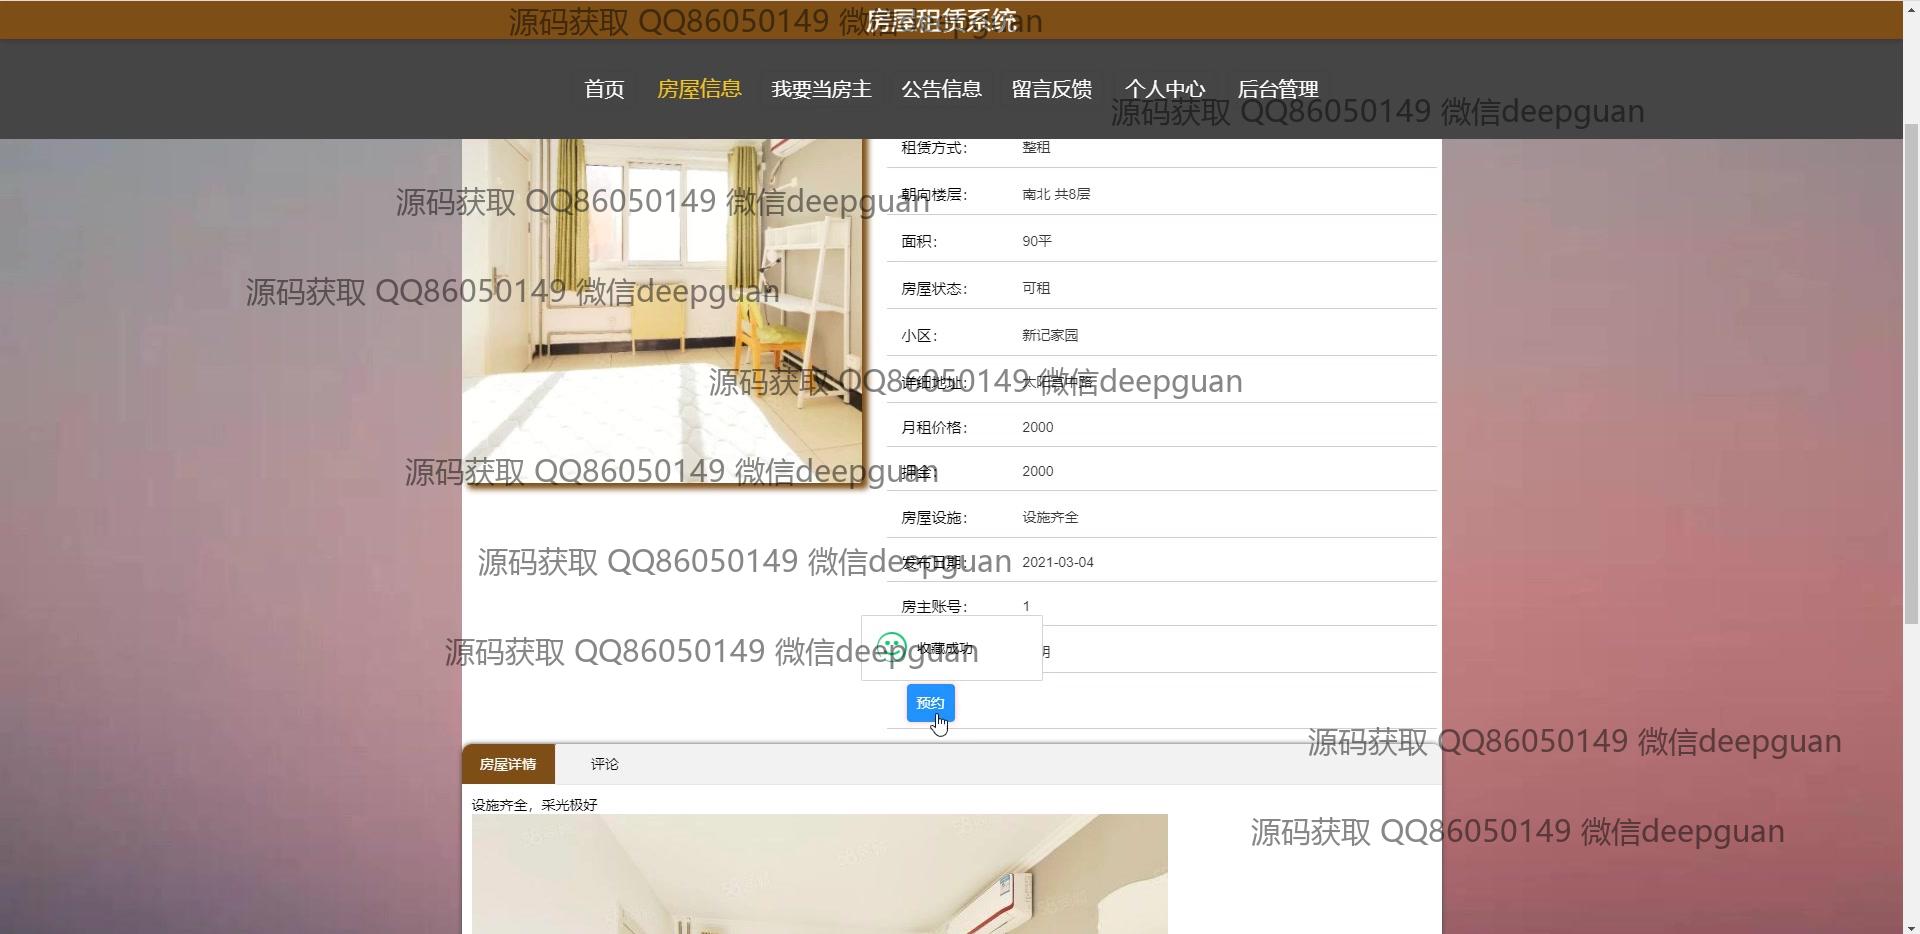 房屋租赁系统
源码获取 QQ86050149 微信deepguan
首页 房屋信息 我要当房主 公告信息 留言反馈 个人中心 后台管理
源码获取 QQ86050149 微信deepguan
租赁方式： 整租
朝向楼层： 南北 共8层
源码获取 QQ86050149 微信deepguan
面积： 90平
房屋状态： 可租
源码获取 QQ86050149 微信deepguan
小区： 新记家园
详细地址： 太阳宫中路
源码获取 QQ86050149 微信deepguan
月租价格： 2000
押金： 2000
源码获取 QQ86050149 微信deepguan
房屋设施： 设施齐全
发布日期： 2021-03-04
源码获取 QQ86050149 微信deepguan
房主账号： 1
收藏成功
源码获取 QQ86050149 微信deepguan
预约
源码获取 QQ86050149 微信deepguan
房屋详情 评论
设施齐全，采光极好
源码获取 QQ86050149 微信deepguan